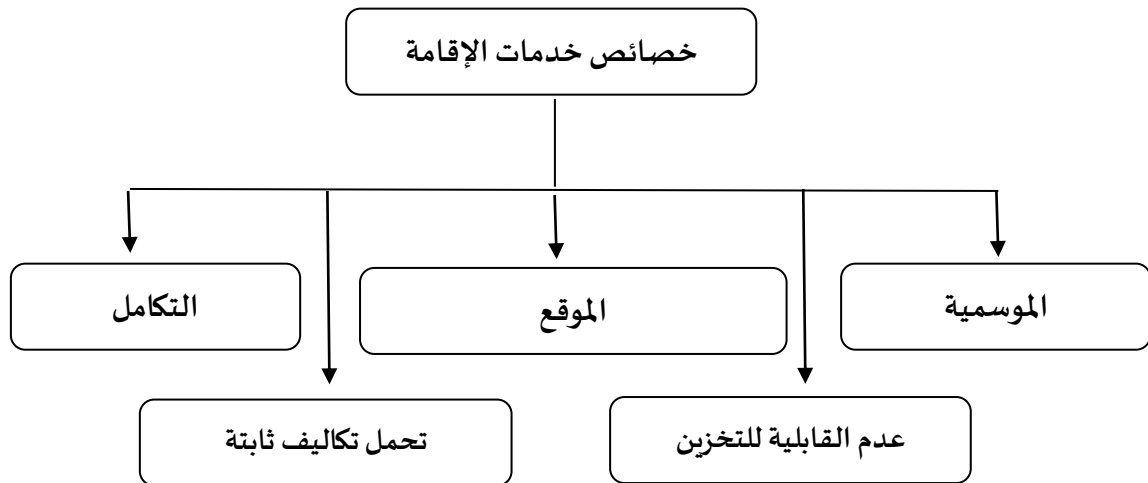 خصائص خدمات الإقامة
الموسمية
الموقع
التكامل
عدم القابلية للتخزين
تحمل تكاليف ثابتة